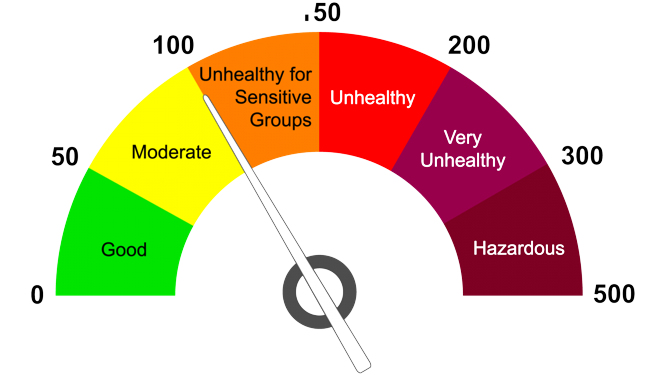 50
100
200
Unhealthy for
Sensitive
Groups
Unhealthy
Moderate
Very
Unhealthy
50
300
Good
Hazardous
0
500